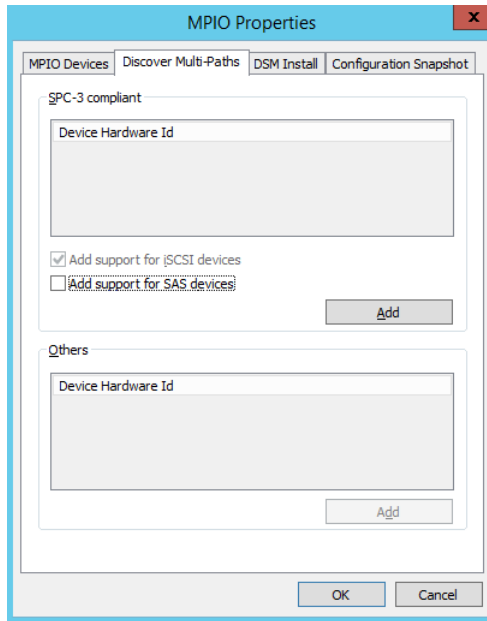 MPIO Properties
x
MPIO Devices Discover Multi-Paths DSM Install Configuration Snapshot
SPC-3 compliant
Device Hardware Id
Add support for iSCSI devices
Add support for SAS devices
Add
Others
Device Hardware Id
Add
OK Cancel